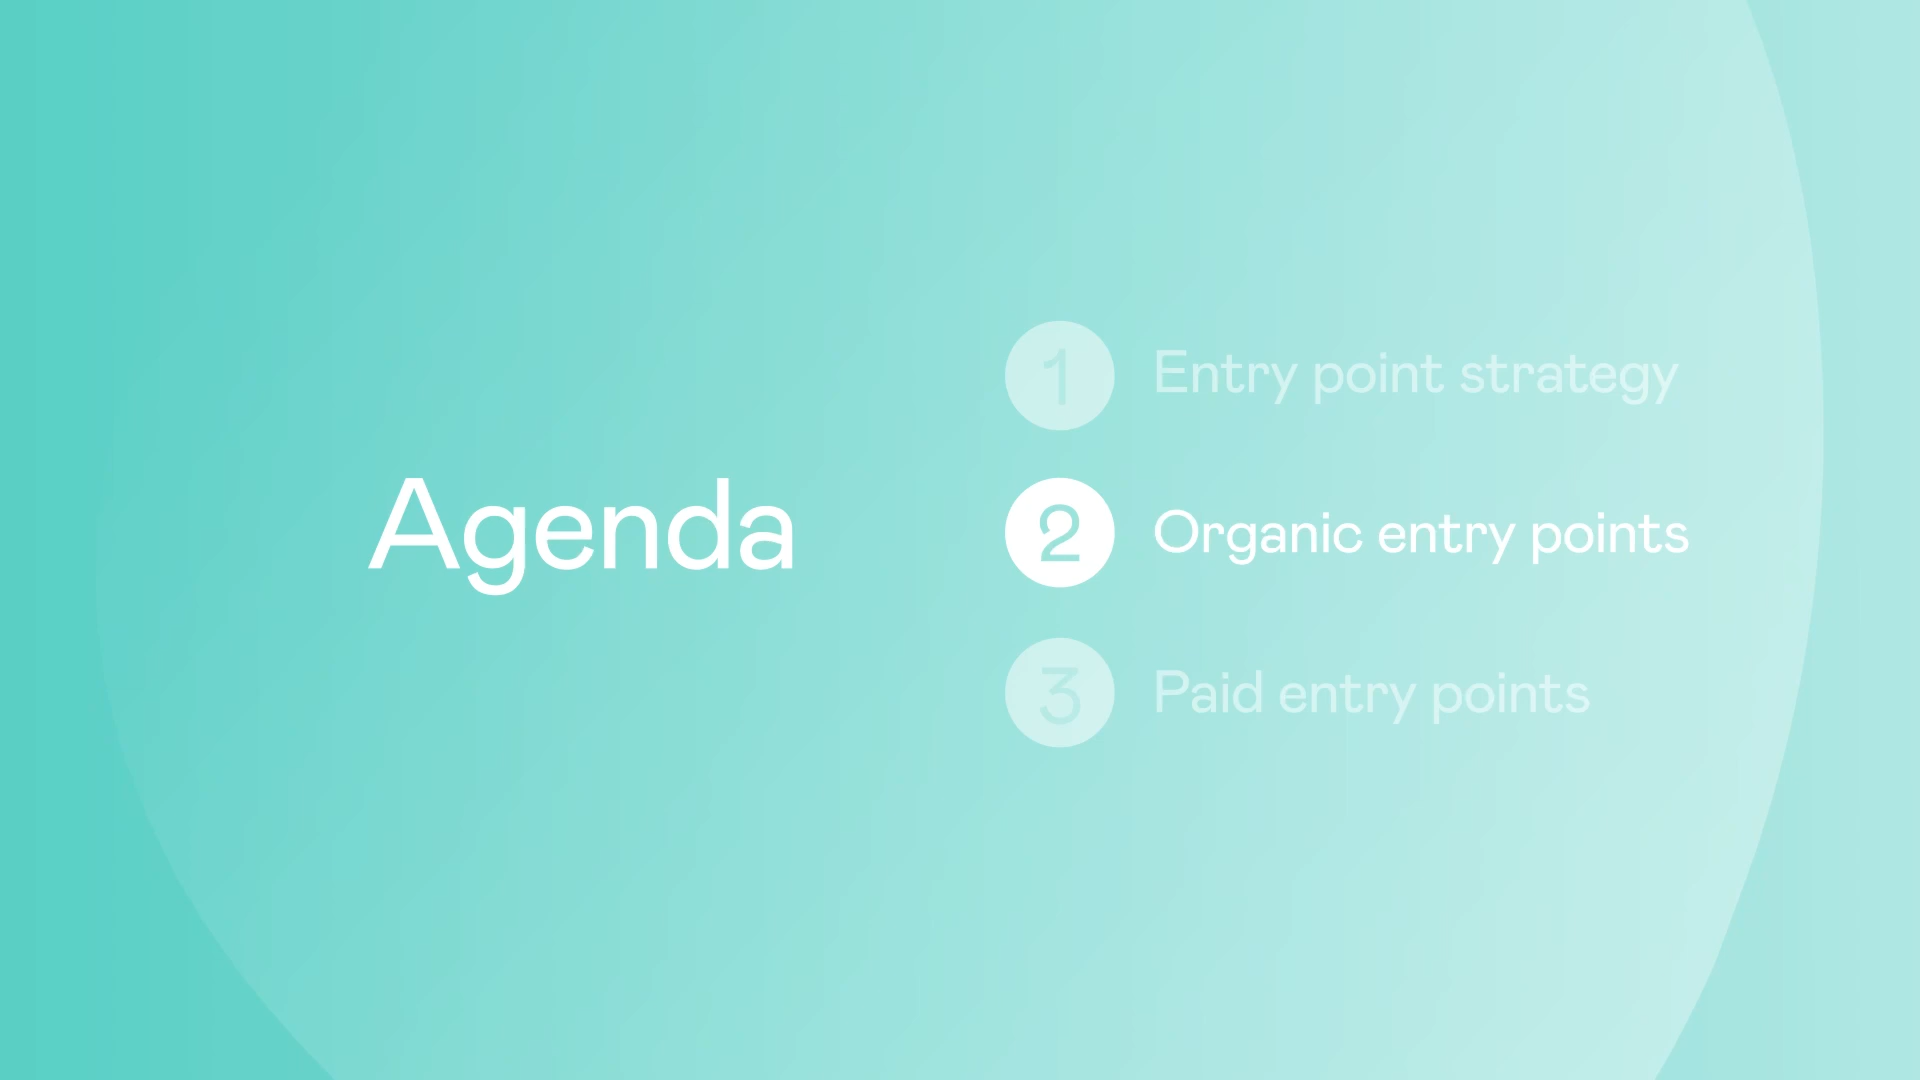 Agenda
1 Entry point strategy
2 Organic entry points
3 Paid entry points